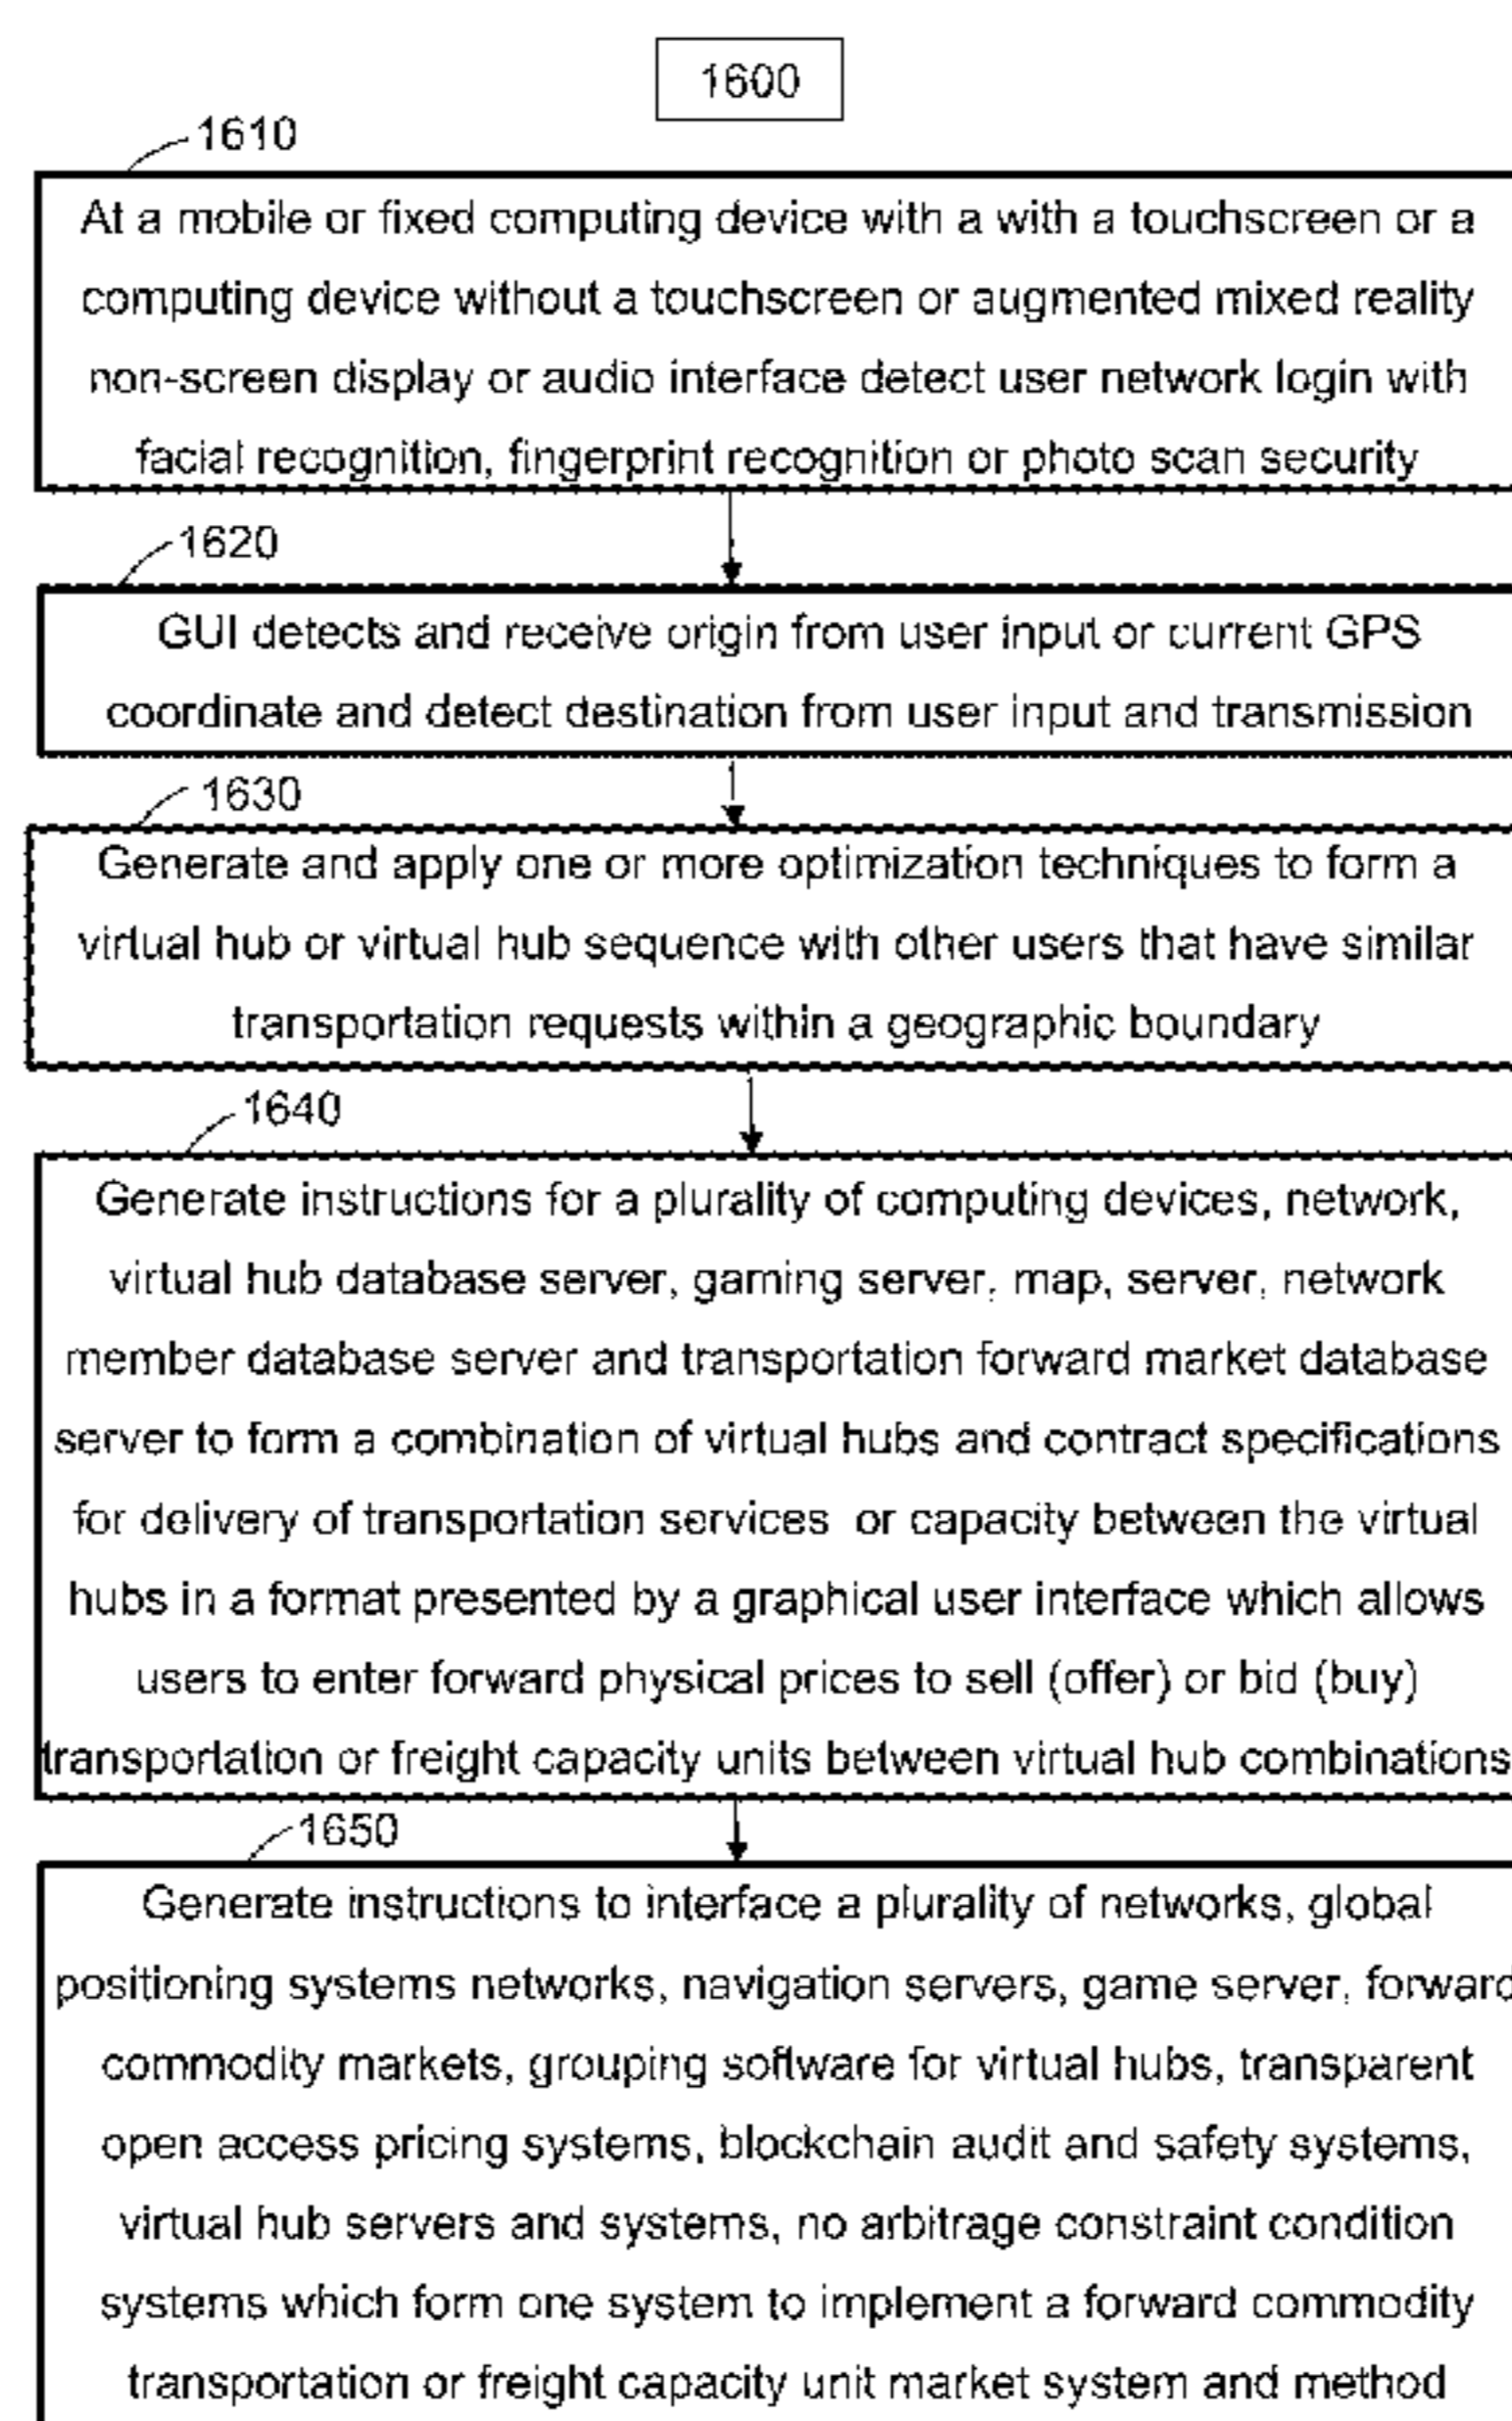 1600
1610
At a mobile or fixed computing device with a with a touchscreen or a
computing device without a touchscreen or augmented mixed reality
non-screen display or audio interface detect user network login with
facial recognition, fingerprint recognition or photo scan security
1620
GUI detects and receive origin from user input or current GPS
coordinate and detect destination from user input and transmission
1630
Generate and apply one or more optimization techniques to form a
virtual hub or virtual hub sequence with other users that have similar
transportation requests within a geographic boundary
1640
Generate instructions for a plurality of computing devices, network,
virtual hub database server, gaming server, map, server, network
member database server and transportation forward market database
server to form a combination of virtual hubs and contract specifications
for delivery of transportation services or capacity between the virtual
hubs in a format presented by a graphical user interface which allows
users to enter forward physical prices to sell (offer) or bid (buy)
transportation or freight capacity units between virtual hub combinations
1650
Generate instructions to interface a plurality of networks, global
positioning systems networks, navigation servers, game server, forward
commodity markets, grouping software for virtual hubs, transparent
open access pricing systems, blockchain audit and safety systems,
virtual hub servers and systems, no arbitrage constraint condition
systems which form one system to implement a forward commodity
transportation or freight capacity unit market system and method